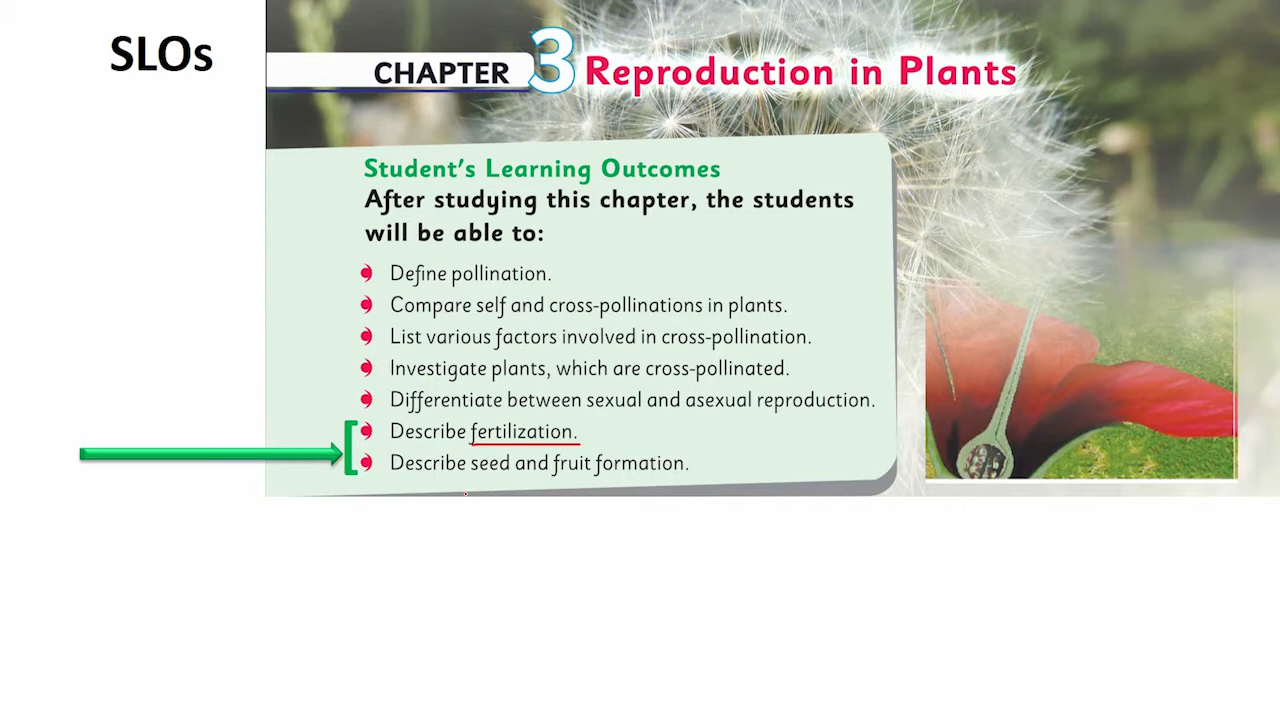 SLOs
CHAPTER 3 Reproduction in Plants
Student's Learning Outcomes
After studying this chapter, the students
will be able to:
Define pollination.
Compare self and cross-pollinations in plants.
List various factors involved in cross-pollination.
Investigate plants, which are cross-pollinated.
Differentiate between sexual and asexual reproduction.
Describe fertilization.
Describe seed and fruit formation.